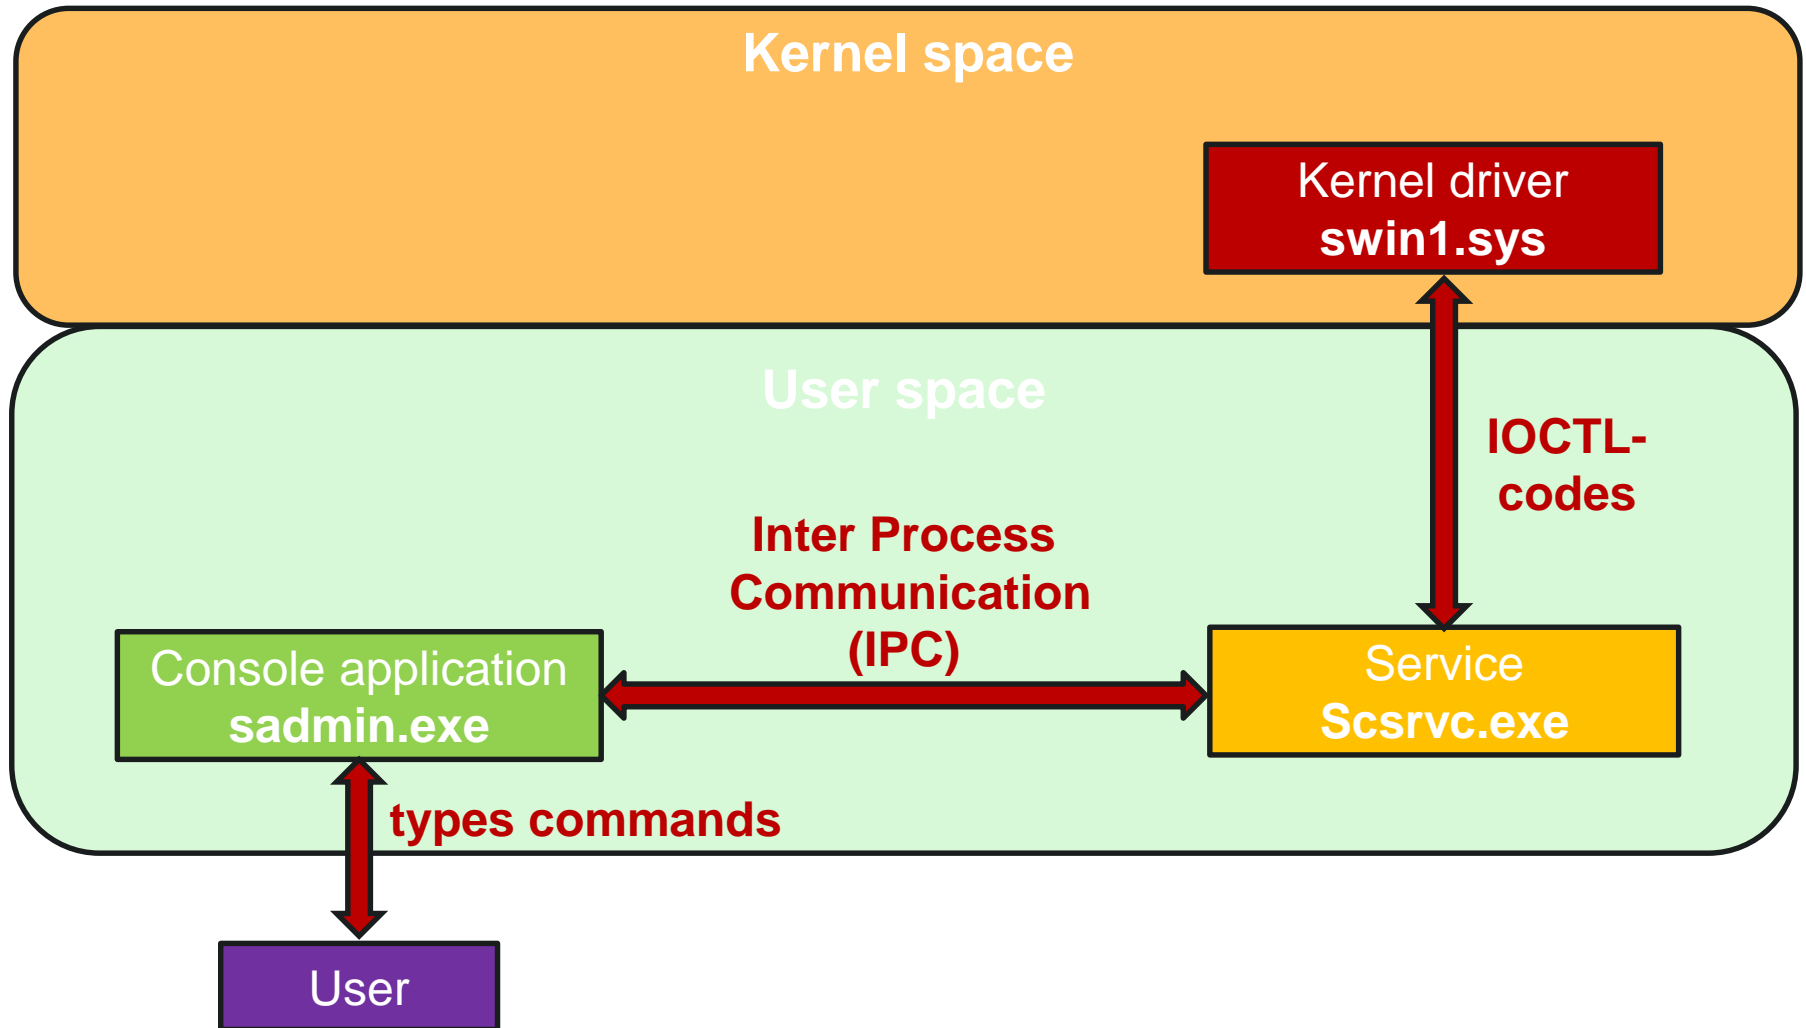 Kernel space
Kernel driver
swin1.sys
User space
IOCTL-
codes
Inter Process
Communication
(IPC)
Console application
sadmin.exe
Service
Scsrvc.exe
types commands
User